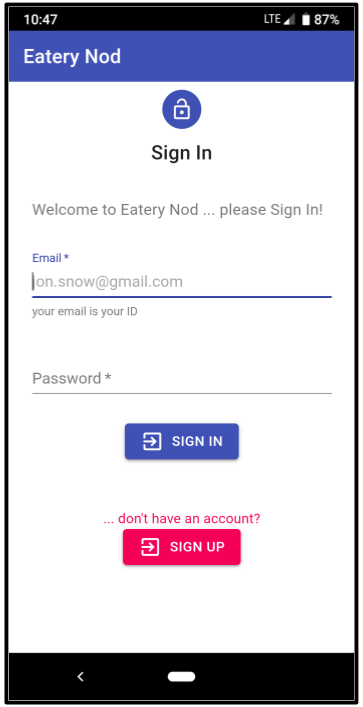 10:47 LTE 87%
Eatery Nod
Sign In
Welcome to Eatery Nod ... please Sign In!
Email *
jon.snow@gmail.com
your email is your ID
Password *
SIGN IN
... don't have an account?
SIGN UP